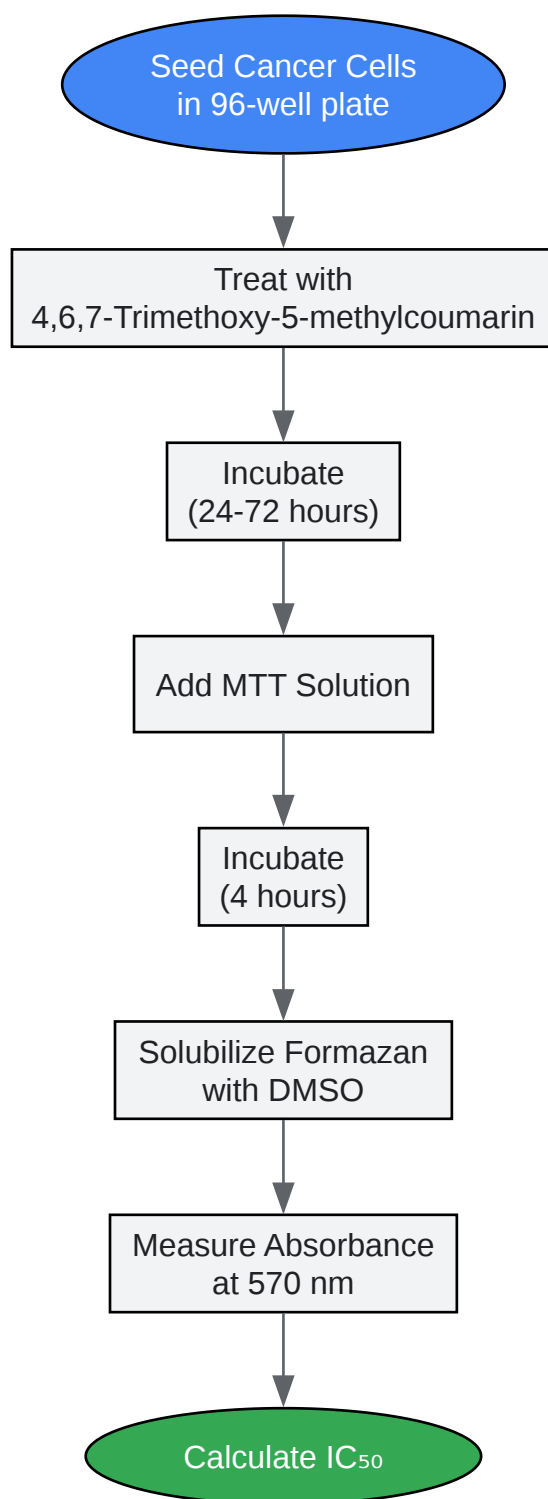 Seed Cancer Cells
in 96-well plate
Treat with
4,6,7-Trimethoxy-5-methylcoumarin
Incubate
(24-72 hours)
Add MTT Solution
Incubate
(4 hours)
Solubilize Formazan
with DMSO
Measure Absorbance
at 570 nm
Calculate IC₅₀